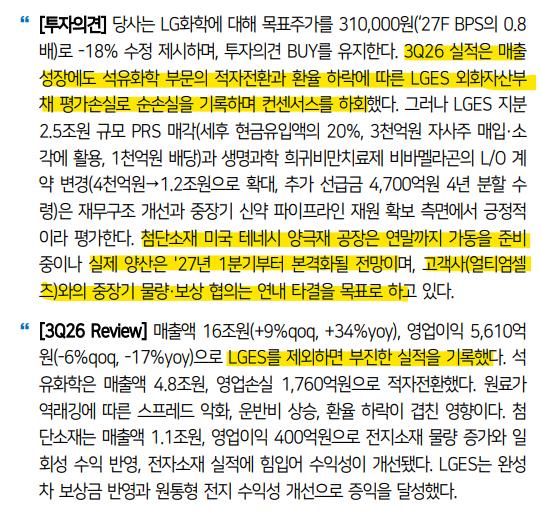 “ [투자의견] 당사는 LG화학에 대해 목표주가를 310,000원(’27F BPS의 0.8
배)로 -18% 수정 제시하며, 투자의견 BUY를 유지한다. 3Q26 실적은 매출
성장에도 석유화학 부문의 적자전환과 환율 하락에 따른 LGES 외화자산부
채 평가손실로 순손실을 기록하며 컨센서스를 하회했다. 그러나 LGES 지분
2.5조원 규모 PRS 매각(세후 현금유입액의 20%, 3천억원 자사주 매입·소
각에 활용, 1천억원 배당)과 생명과학 희귀비만치료제 비바멜라곤의 L/O 계
약 변경(4천억원→1.2조원으로 확대, 추가 선급금 4,700억원 4년 분할 수
령)은 재무구조 개선과 중장기 신약 파이프라인 재원 확보 측면에서 긍정적
이라 평가한다. 첨단소재 미국 테네시 양극재 공장은 연말까지 가동을 준비
중이나 실제 양산은 '27년 1분기부터 본격화될 전망이며, 고객사(얼티엄셀
즈)와의 중장기 물량·보상 협의는 연내 타결을 목표로 하고 있다.
“ [3Q26 Review] 매출액 16조원(+9%qoq, +34%yoy), 영업이익 5,610억
원(-6%qoq, -17%yoy)으로 LGES를 제외하면 부진한 실적을 기록했다. 석
유화학은 매출액 4.8조원, 영업손실 1,760억원으로 적자전환했다. 원료가
역래깅에 따른 스프레드 악화, 운반비 상승, 환율 하락이 겹친 영향이다. 첨
단소재는 매출액 1.1조원, 영업이익 400억원으로 전지소재 물량 증가와 일
회성 수익 반영, 전자소재 실적에 힘입어 수익성이 개선됐다. LGES는 완성
차 보상금 반영과 원통형 전지 수익성 개선으로 증익을 달성했다.